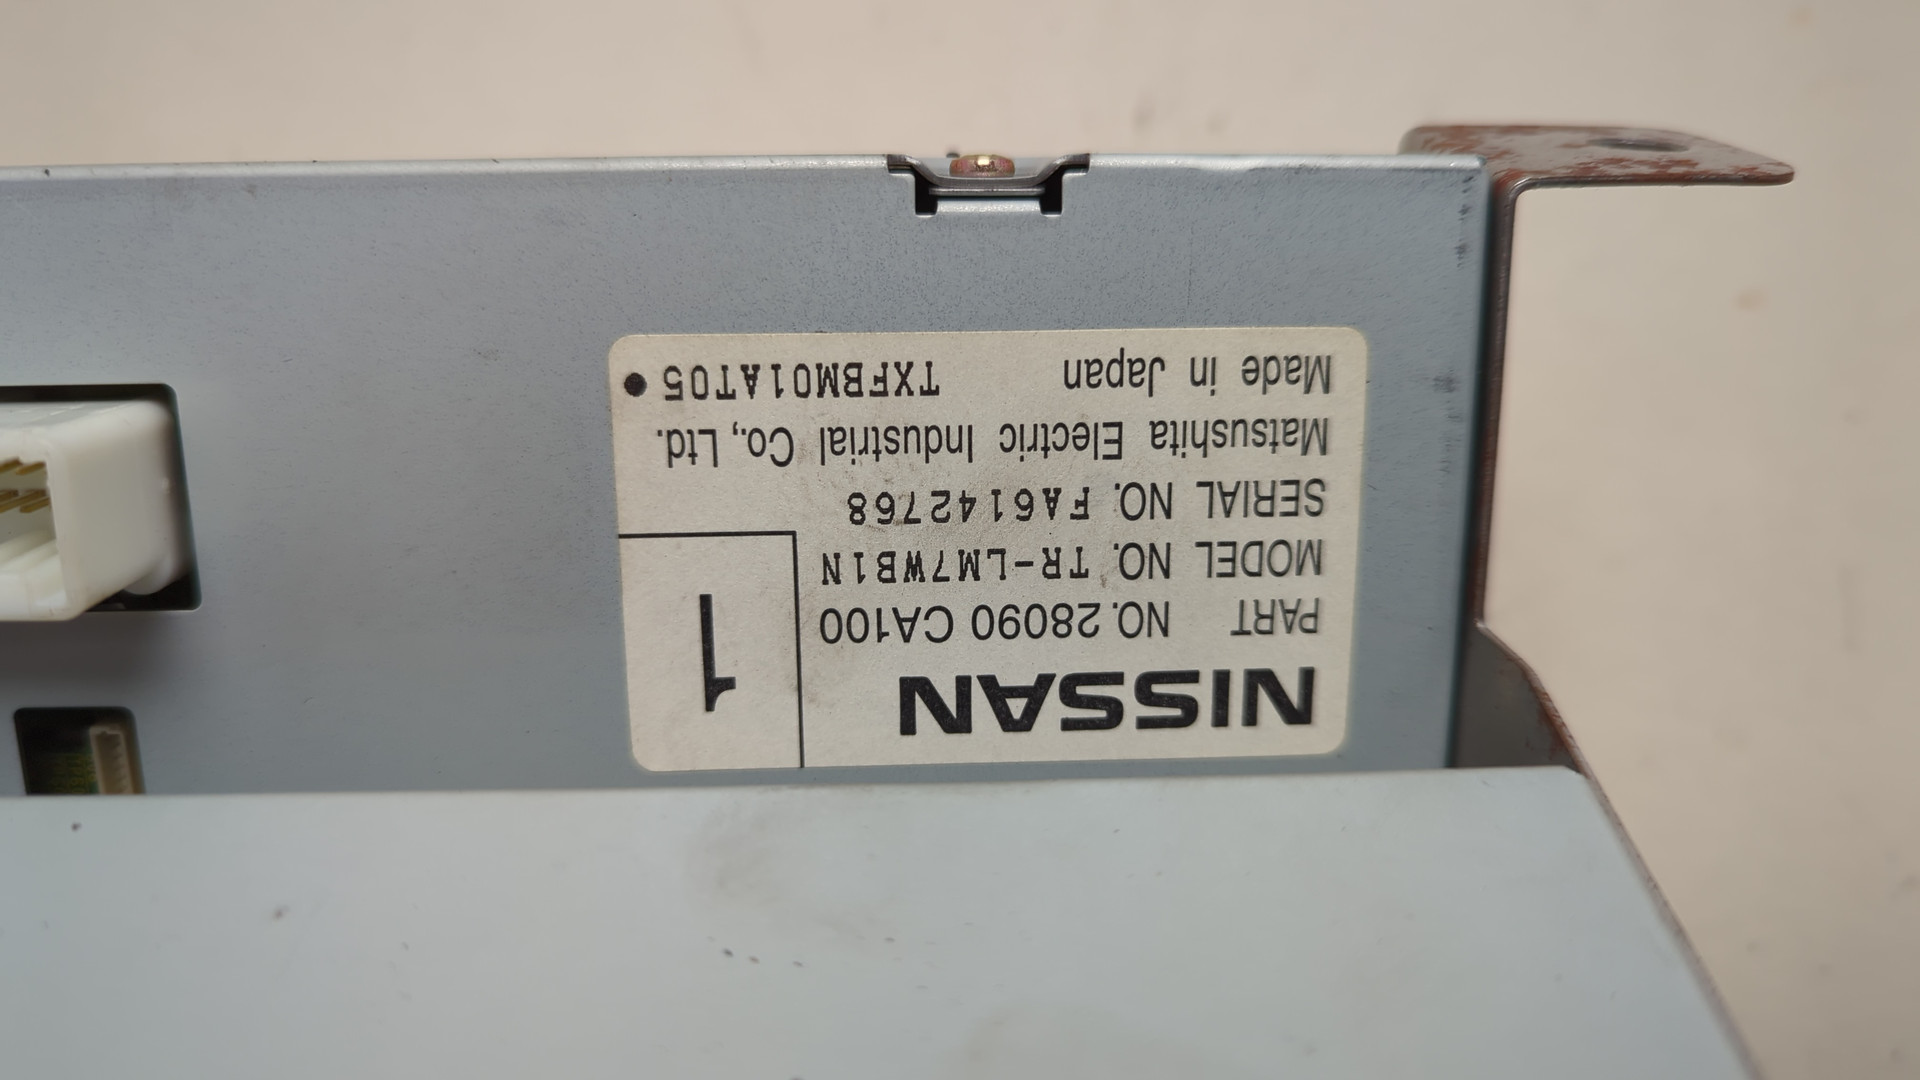 NISSAN
PART NO. 28090 CA100
MODEL NO. TR-LM7WB1N
1
SERIAL NO. FA6142768
Matsushita Electric Industrial Co., Ltd.
Made in Japan TXFBM01AT05 ●